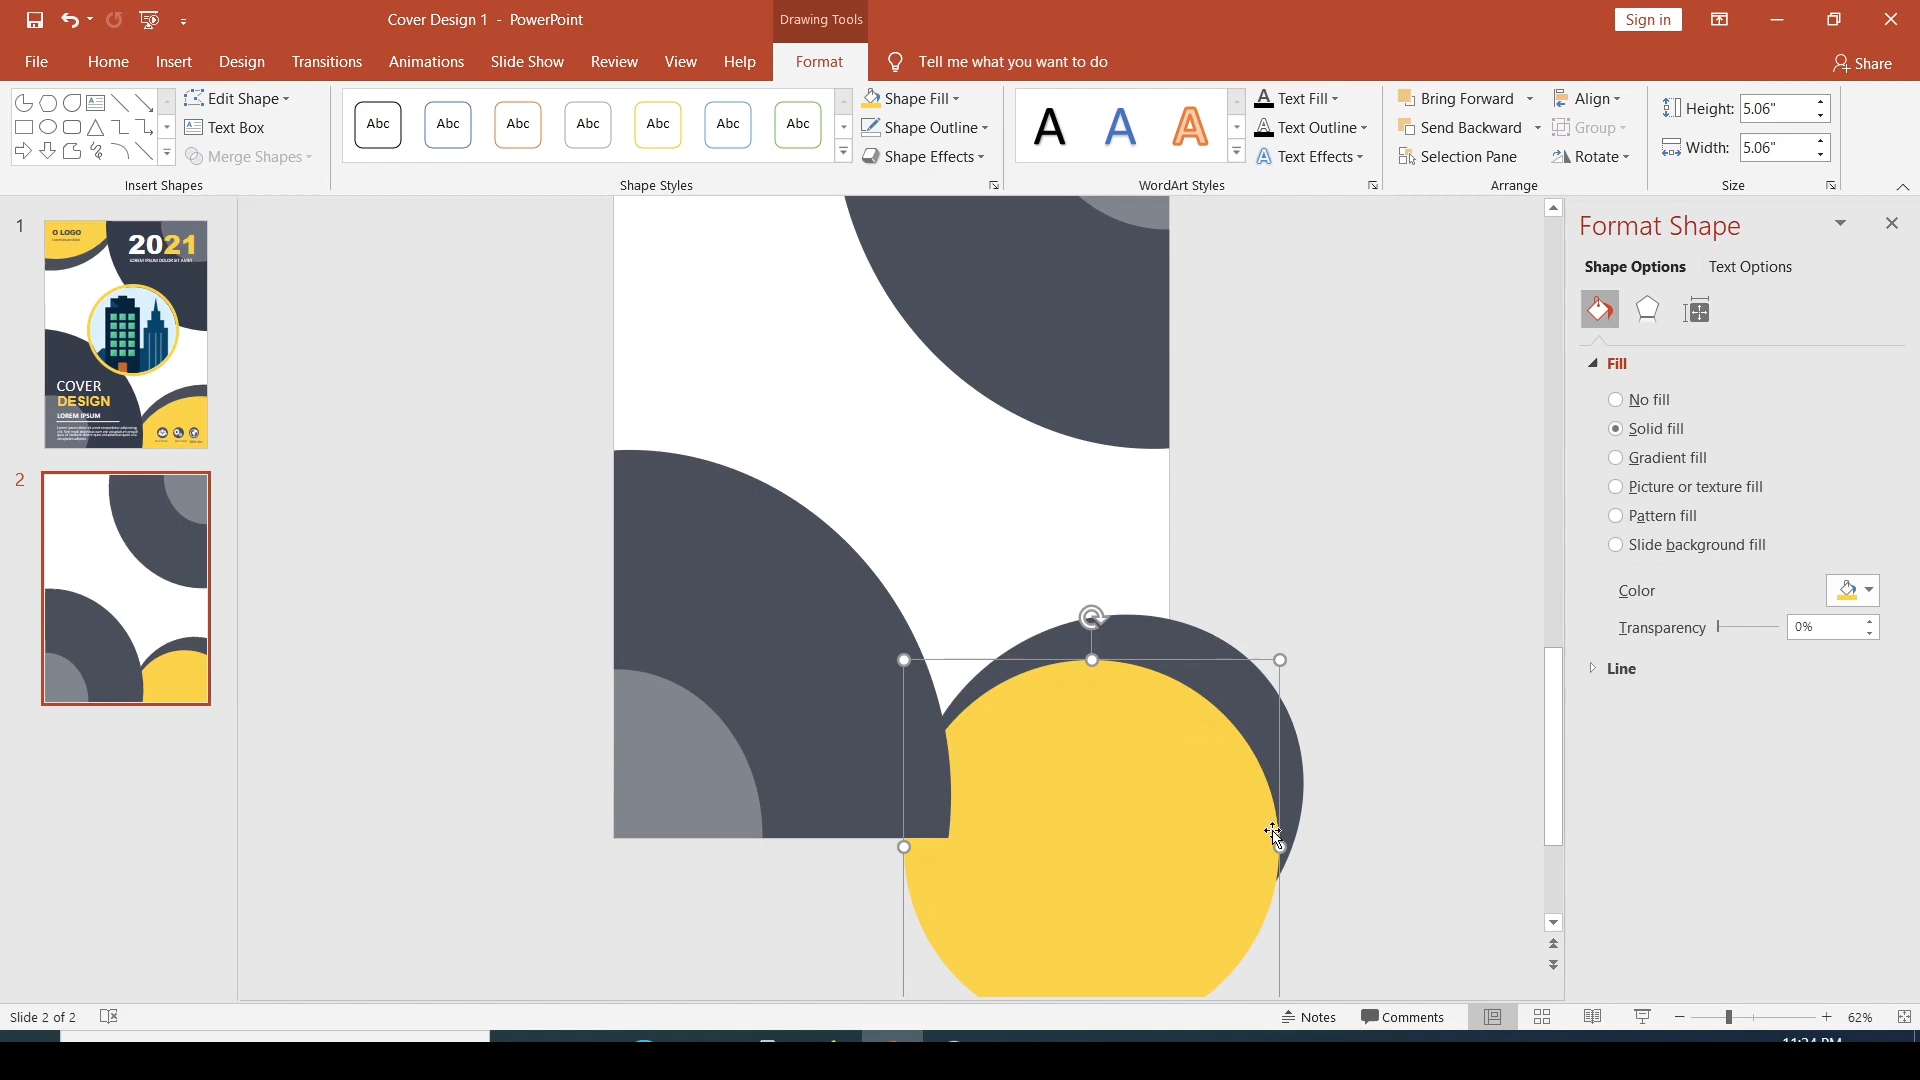 Cover Design 1 - PowerPoint
Drawing Tools
Sign in
File Home Insert Design Transitions Animations Slide Show Review View Help Format Tell me what you want to do
Share
Edit Shape
Text Box
Merge Shapes
Insert Shapes
Abc Abc Abc Abc Abc Abc Abc
Shape Styles
Shape Fill
Shape Outline
Shape Effects
A A A
WordArt Styles
Text Fill
Text Outline
Text Effects
Bring Forward
Send Backward
Selection Pane
Align
Group
Rotate
Arrange
Height: 5.06"
Width: 5.06"
Size
1
O LOGO
2021
LOREM IPSUM DOLOR SIT AMET
COVER
DESIGN
LOREM IPSUM
2
Format Shape
Shape Options Text Options
Fill
No fill
Solid fill
Gradient fill
Picture or texture fill
Pattern fill
Slide background fill
Color
Transparency 0%
Line
Slide 2 of 2
Notes Comments
62%